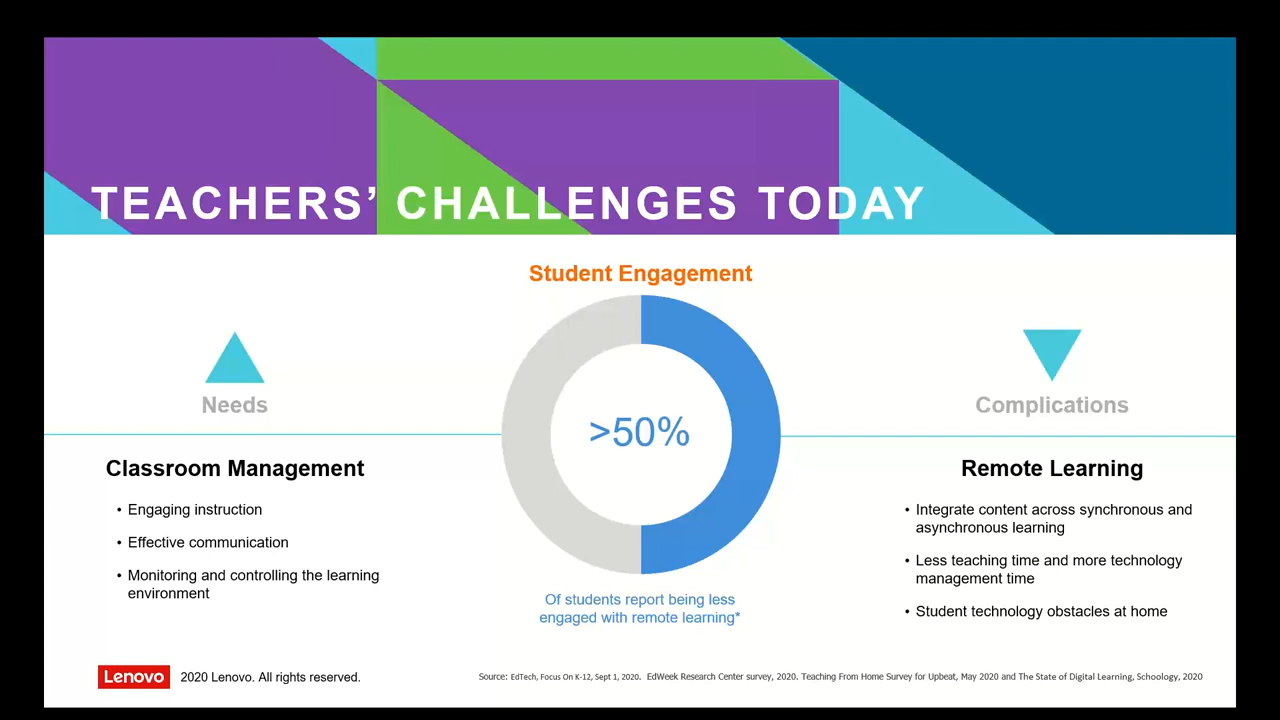 TEACHERS’ CHALLENGES TODAY
Student Engagement
Needs
Complications
>50%
Classroom Management
• Engaging instruction
• Effective communication
• Monitoring and controlling the learning
environment
Remote Learning
• Integrate content across synchronous and
asynchronous learning
• Less teaching time and more technology
management time
• Student technology obstacles at home
Of students report being less
engaged with remote learning*
Lenovo 2020 Lenovo. All rights reserved.
Source: EdTech, Focus On K-12, Sept 1, 2020. EdWeek Research Center survey, 2020. Teaching From Home Survey for Upbeat, May 2020 and The State of Digital Learning, Schoology, 2020